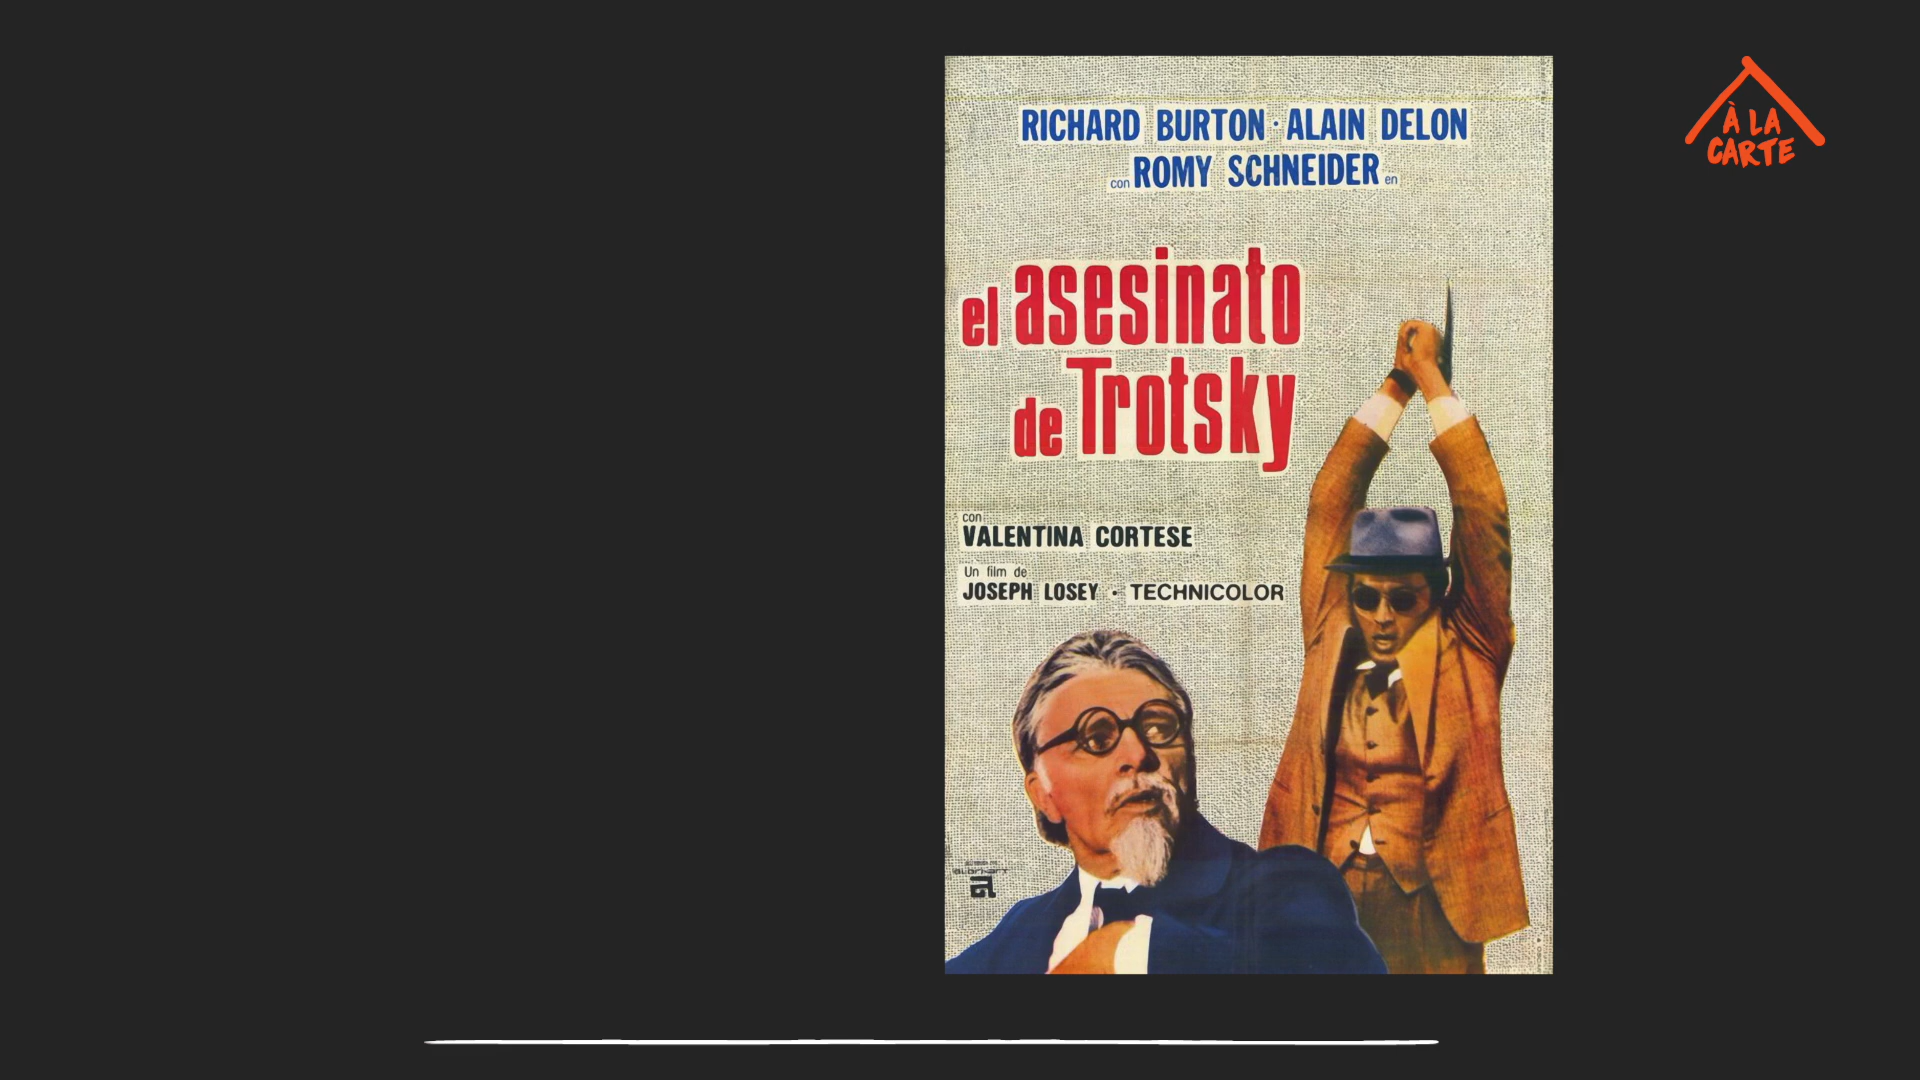 RICHARD BURTON · ALAIN DELON
con ROMY SCHNEIDER en
el asesinato
de Trotsky
con
VALENTINA CORTESE
Un film de
JOSEPH LOSEY · TECHNICOLOR
À LA
CARTE